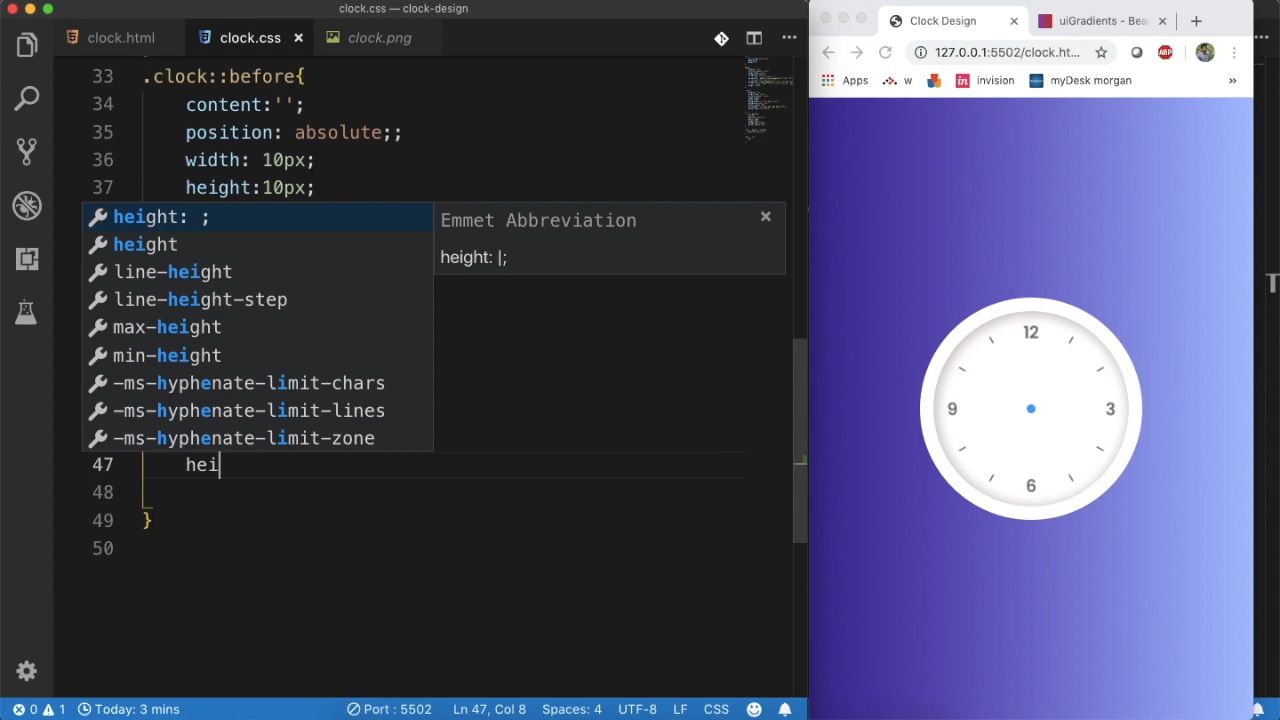 clock.css — clock-design
clock.html
clock.css
clock.png
33 .clock::before{
34 content:'';
35 position: absolute;;
36 width: 10px;
37 height:10px;
height: ;
height
line-height
line-height-step
max-height
min-height
-ms-hyphenate-limit-chars
-ms-hyphenate-limit-lines
-ms-hyphenate-limit-zone
Emmet Abbreviation
height: |;
47 hei
48
49 }
50
0 1 Today: 3 mins
Port : 5502
Ln 47, Col 8
Spaces: 4
UTF-8
LF
CSS
Clock Design
uiGradients - Bea
127.0.0.1:5502/clock.ht...
ABP
Apps
w
in invision
myDesk morgan
»
12
9
3
6
T